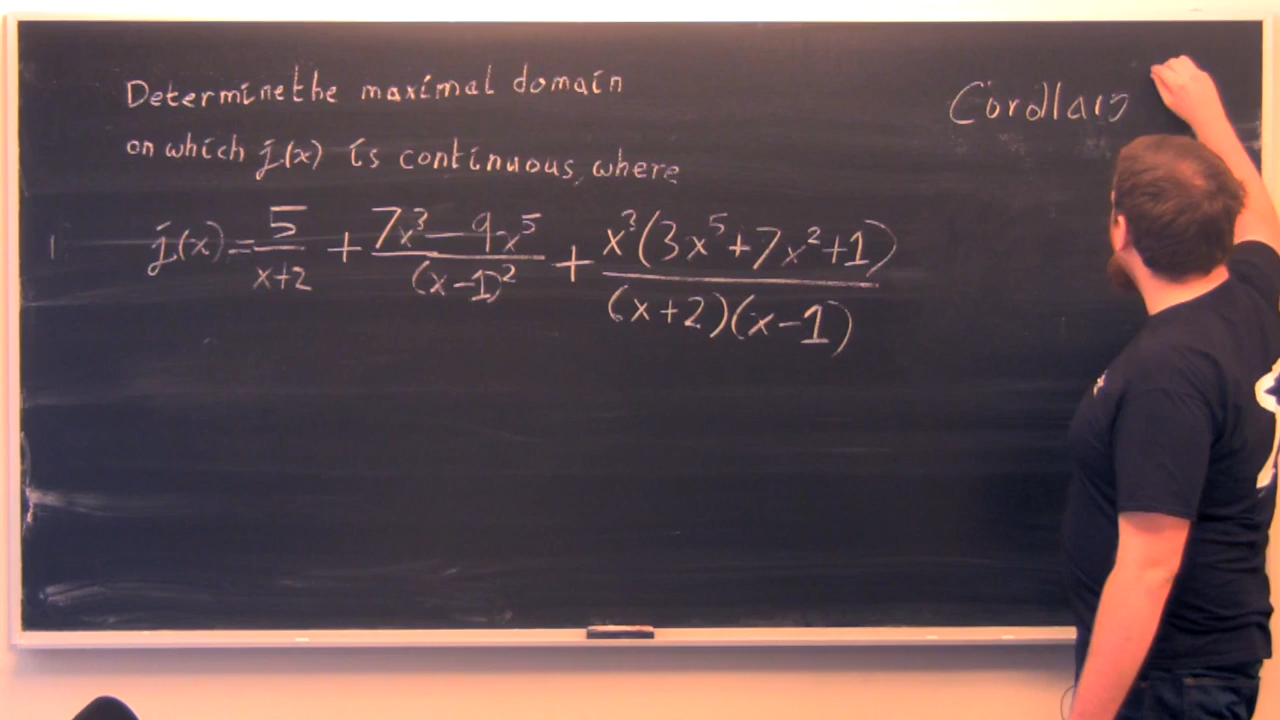 Determine the maximal domain
on which j(x) is continuous, where
j(x) = 5/(x+2) + (7x³ - 9x⁵)/(x-1)² + x³(3x⁵+7x²+1)/((x+2)(x-1))
Corollary